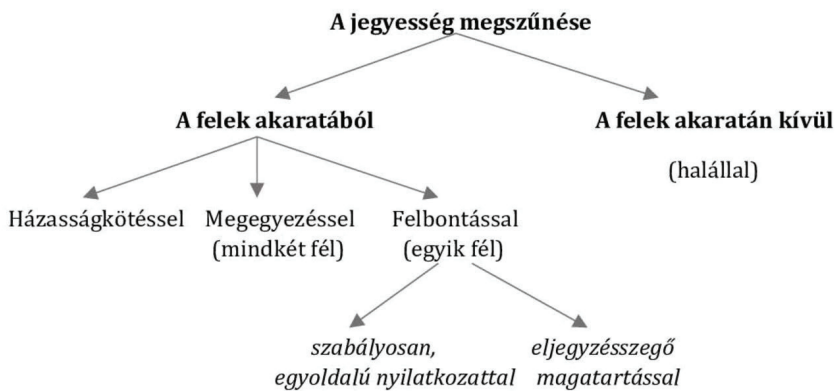 A jegyesség megszűnése
A felek akaratából
A felek akaratán kívül
(halállal)
Házasságkötéssel
Megegyezéssel
(mindkét fél)
Felbontással
(egyik fél)
szabályosan,
egyoldalú nyilatkozattal
eljegyzésszegő
magatartással